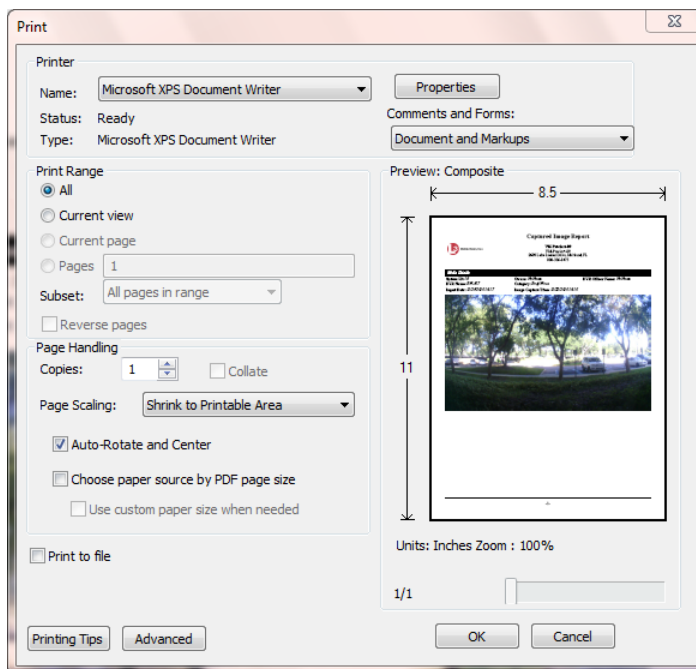 Print
Printer
Name: Microsoft XPS Document Writer
Properties
Status: Ready
Comments and Forms:
Type: Microsoft XPS Document Writer
Document and Markups
Print Range
All
Current view
Current page
Pages 1
Subset: All pages in range
Reverse pages
Page Handling
Copies: 1
Collate
Page Scaling: Shrink to Printable Area
Auto-Rotate and Center
Choose paper source by PDF page size
Use custom paper size when needed
Print to file
Printing Tips
Advanced
Preview: Composite
8.5
11
Captured Image Report
Units: Inches Zoom : 100%
1/1
OK
Cancel